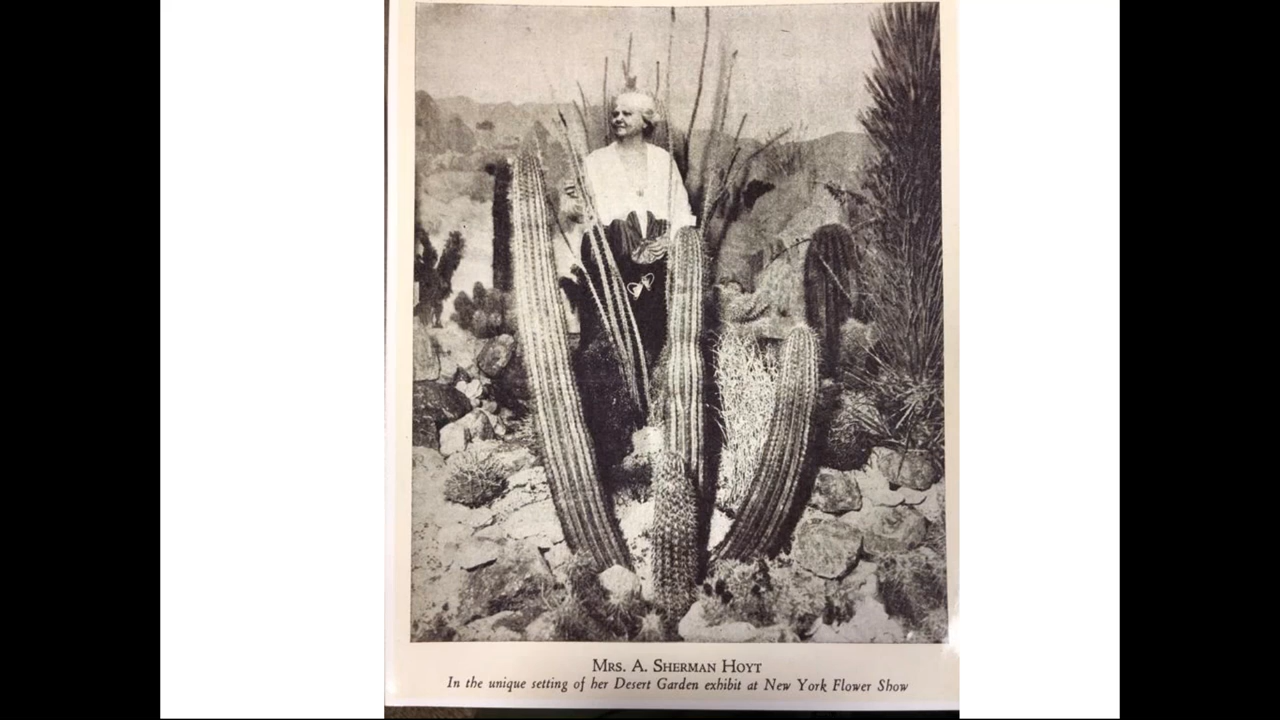 Mrs. A. Sherman Hoyt
In the unique setting of her Desert Garden exhibit at New York Flower Show